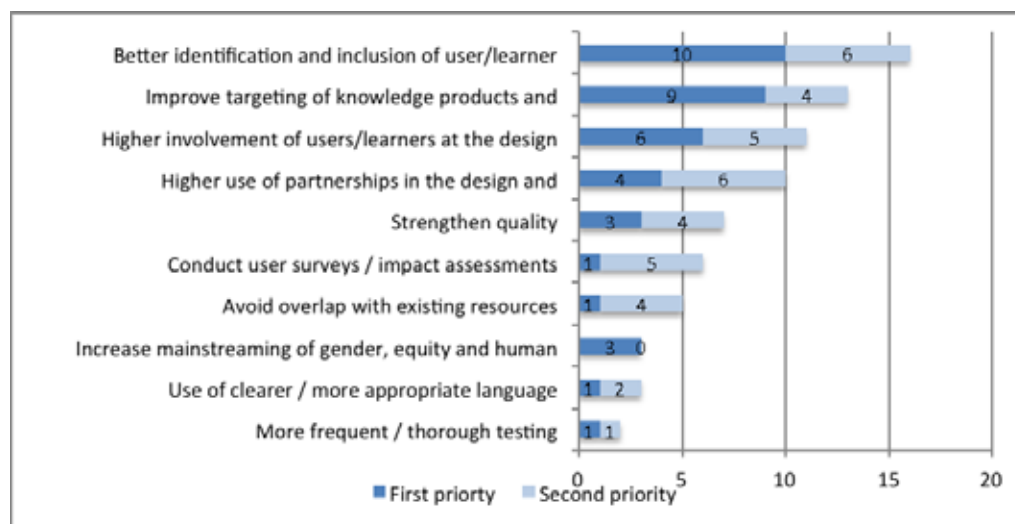 Better identification and inclusion of user/learner 10 6
Improve targeting of knowledge products and 9 4
Higher involvement of users/learners at the design 6 5
Higher use of partnerships in the design and 4 6
Strengthen quality 3 4
Conduct user surveys / impact assessments 1 5
Avoid overlap with existing resources 1 4
Increase mainstreaming of gender, equity and human 3 0
Use of clearer / more appropriate language 1 2
More frequent / thorough testing 1 1
0 5 10 15 20
First priorty Second priority